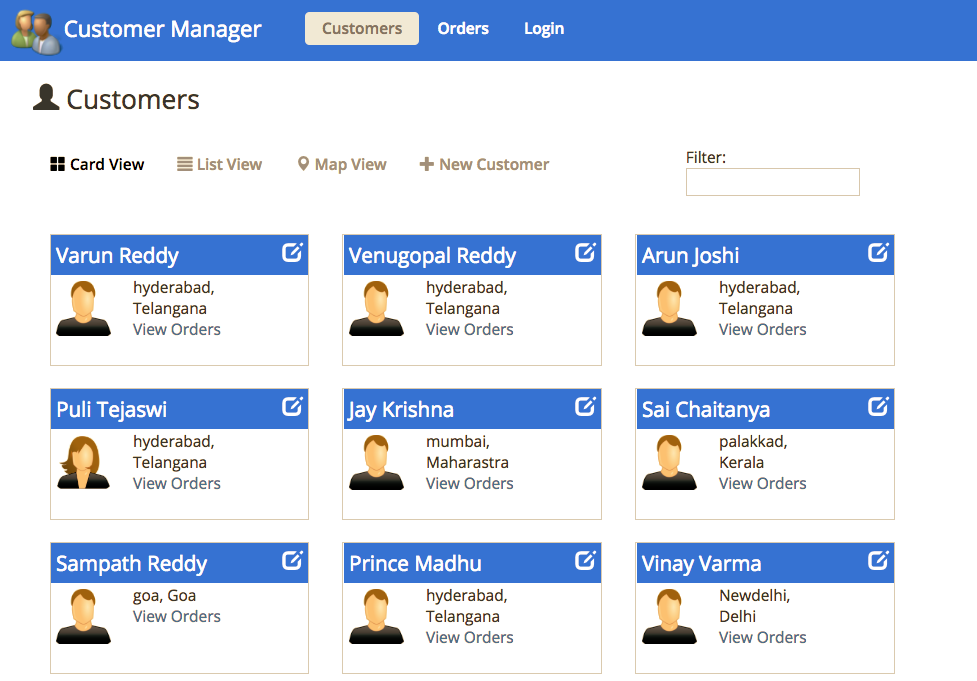 Customer Manager Customers Orders Login
Customers
Card View List View Map View New Customer
Filter:
Varun Reddy
hyderabad,
Telangana
View Orders
Venugopal Reddy
hyderabad,
Telangana
View Orders
Arun Joshi
hyderabad,
Telangana
View Orders
Puli Tejaswi
hyderabad,
Telangana
View Orders
Jay Krishna
mumbai,
Maharastra
View Orders
Sai Chaitanya
palakkad,
Kerala
View Orders
Sampath Reddy
goa, Goa
View Orders
Prince Madhu
hyderabad,
Telangana
View Orders
Vinay Varma
Newdelhi,
Delhi
View Orders